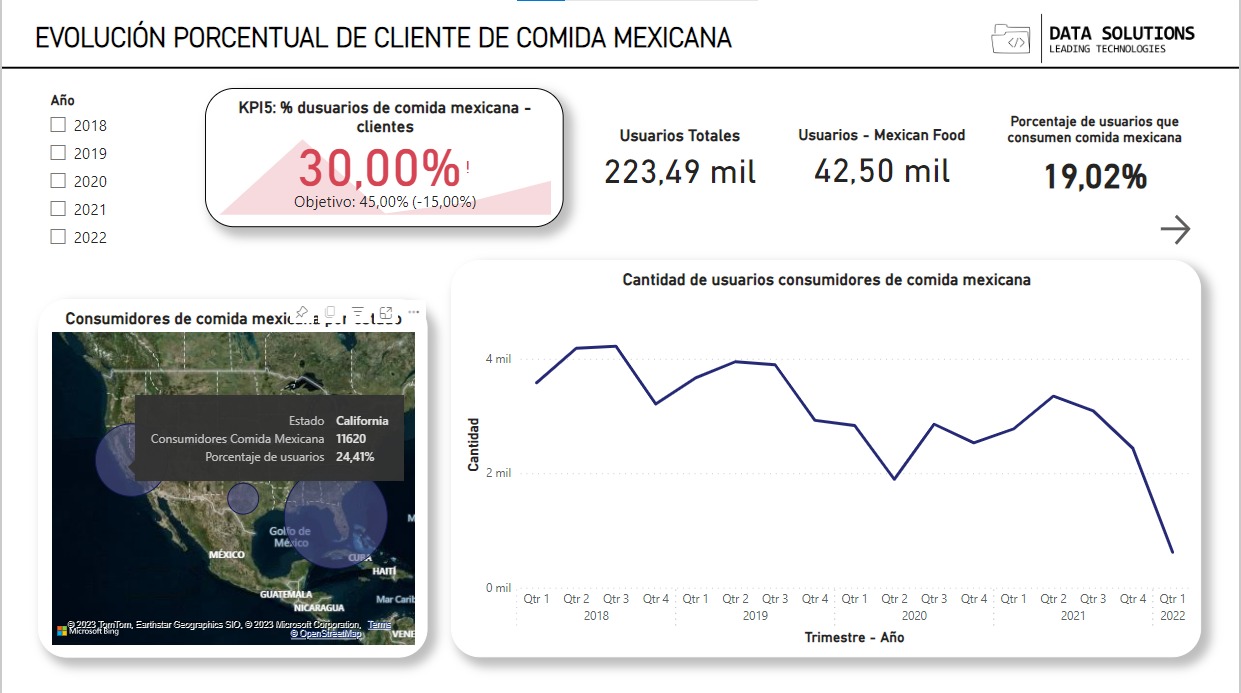 EVOLUCIÓN PORCENTUAL DE CLIENTE DE COMIDA MEXICANA
</>
DATA SOLUTIONS
LEADING TECHNOLOGIES
Año
2018
2019
2020
2021
2022
KPI5: % dusuarios de comida mexicana -
clientes
30,00%!
Objetivo: 45,00% (-15,00%)
Usuarios Totales
223,49 mil
Usuarios - Mexican Food
42,50 mil
Porcentaje de usuarios que
consumen comida mexicana
19,02%
Consumidores de comida mexicana por estado
Estado California
Consumidores Comida Mexicana 11620
Porcentaje de usuarios 24,41%
Golfo de
México
MÉXICO
CUBA
HAITÍ
GUATEMALA
NICARAGUA
Mar Carib
VENE
© 2023 TomTom, Earthstar Geographics SIO, © 2023 Microsoft Corporation, Terms
© OpenStreetMap
Microsoft Bing
Cantidad de usuarios consumidores de comida mexicana
Cantidad
4 mil
2 mil
0 mil
Qtr 1 Qtr 2 Qtr 3 Qtr 4 Qtr 1 Qtr 2 Qtr 3 Qtr 4 Qtr 1 Qtr 2 Qtr 3 Qtr 4 Qtr 1 Qtr 2 Qtr 3 Qtr 4 Qtr 1
2018 2019 2020 2021 2022
Trimestre - Año